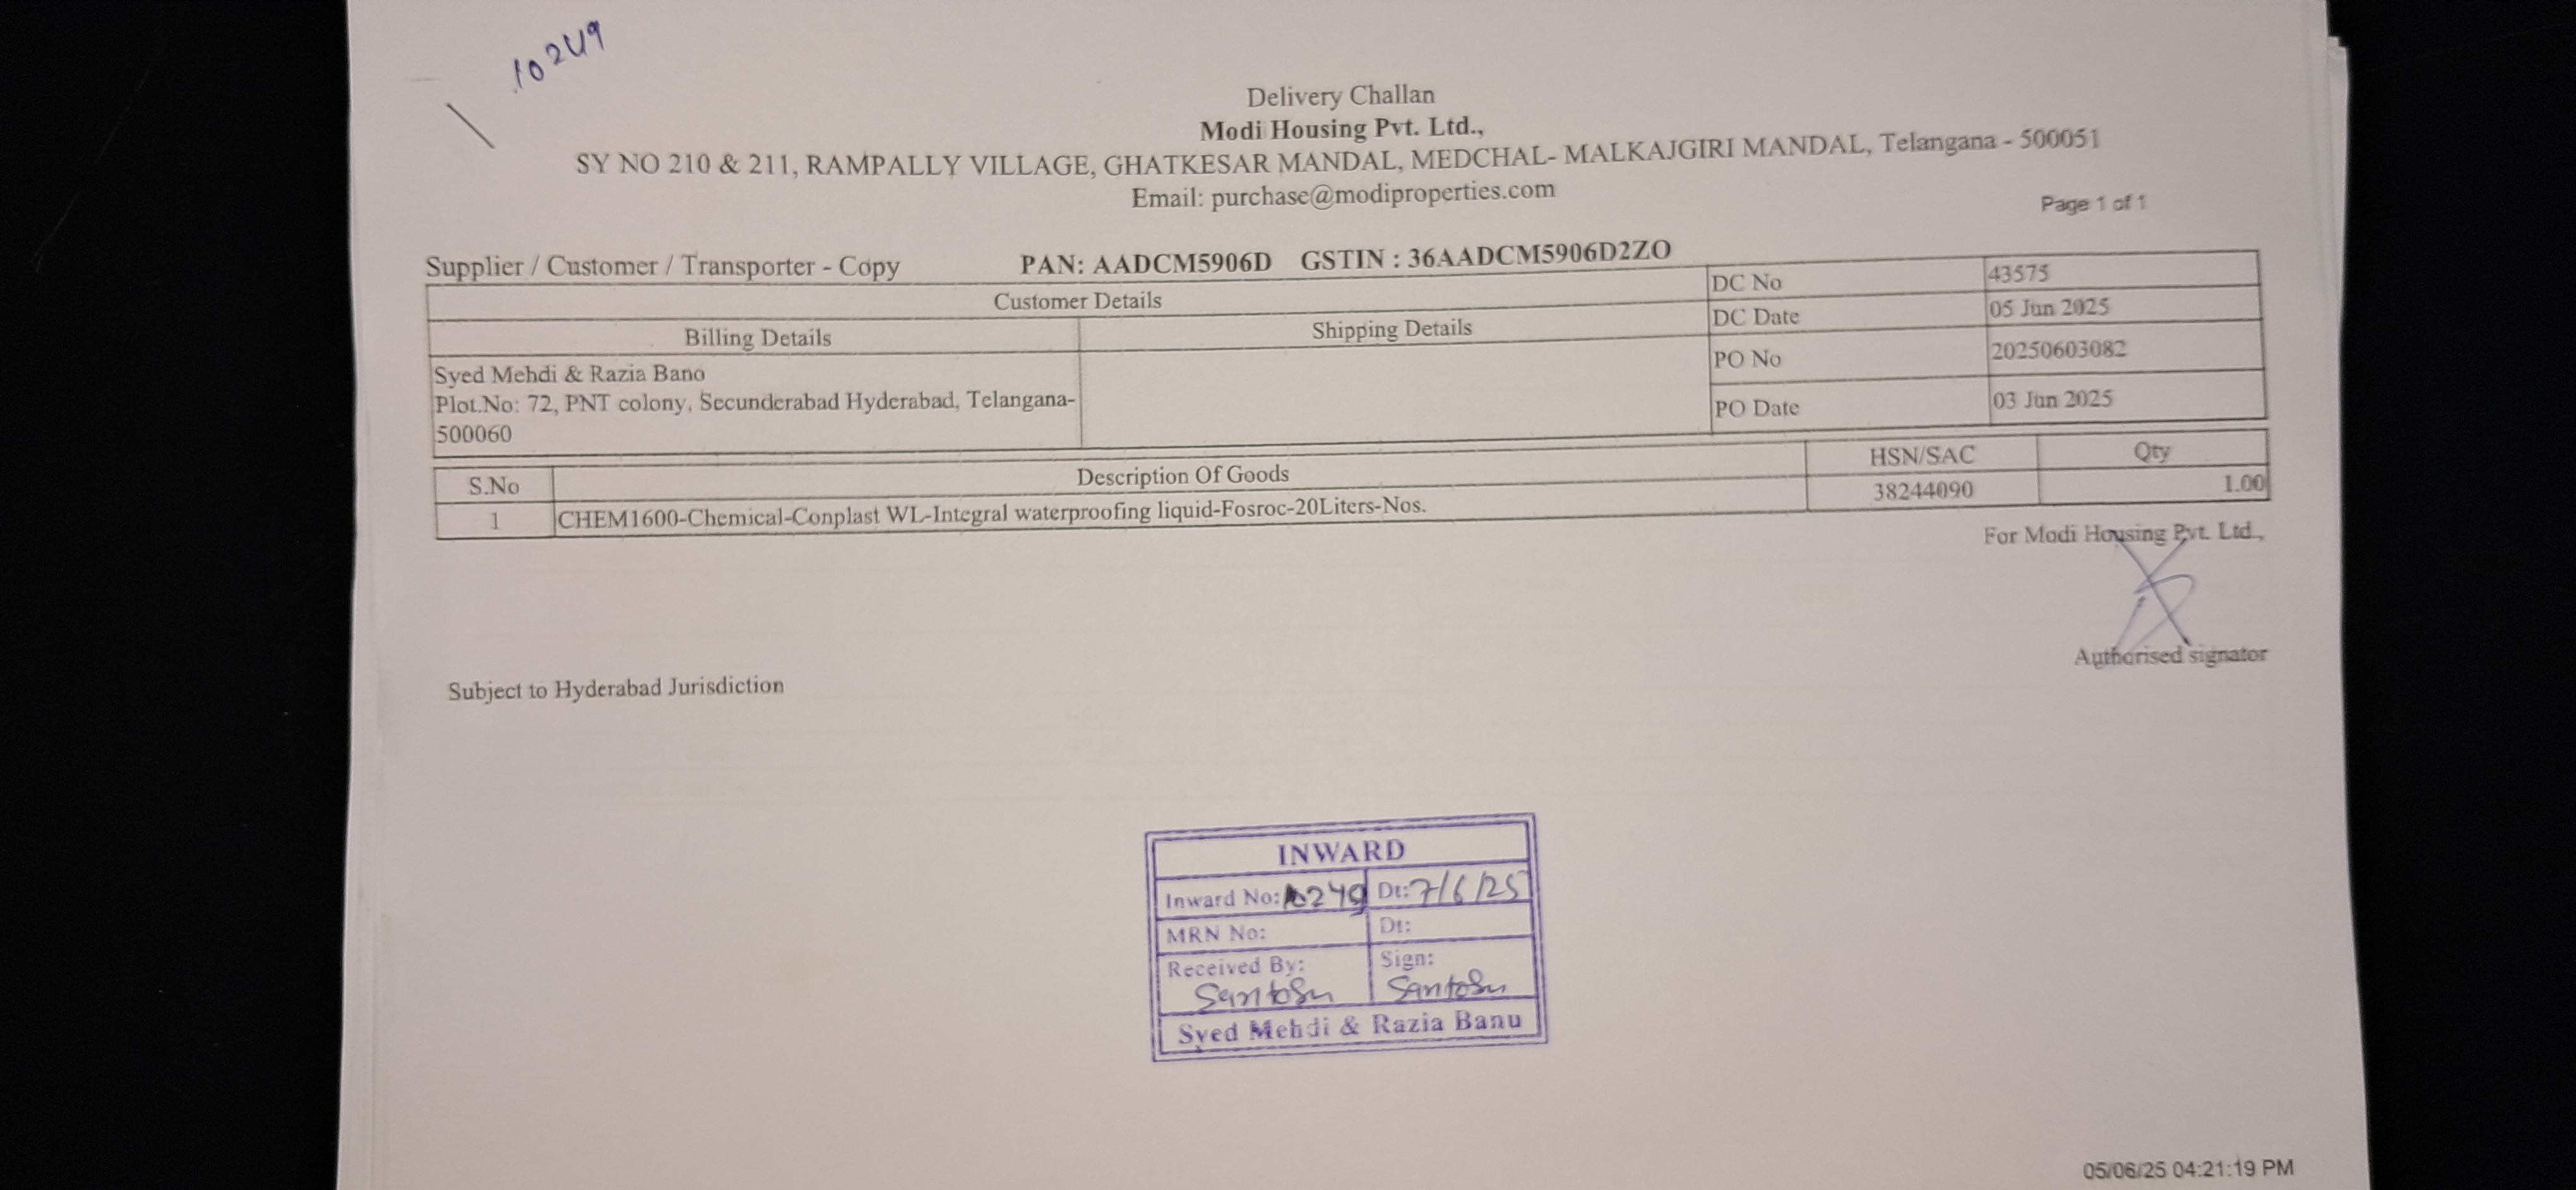 10249
Delivery Challan
Modi Housing Pvt. Ltd.,
SY NO 210 & 211, RAMPALLY VILLAGE, GHATKESAR MANDAL, MEDCHAL- MALKAJGIRI MANDAL, Telangana - 500051
Email: purchase@modiproperties.com
Page 1 of 1
Supplier / Customer / Transporter - Copy PAN: AADCM5906D GSTIN : 36AADCM5906D2ZO
Customer Details
Billing Details Shipping Details
Syed Mehdi & Razia Bano
Plot.No: 72, PNT colony, Secunderabad Hyderabad, Telangana-
500060
DC No 43575
DC Date 05 Jun 2025
PO No 20250603082
PO Date 03 Jun 2025
S.No Description Of Goods HSN/SAC Qty
1 CHEM1600-Chemical-Conplast WL-Integral waterproofing liquid-Fosroc-20Liters-Nos. 38244090 1.00
For Modi Housing Pvt. Ltd.,
Authorised signator
Subject to Hyderabad Jurisdiction
INWARD
Inward No: 10249 Dt: 7/6/25
MRN No: Dt:
Received By: Sign:
Santosh Santosh
Syed Mehdi & Razia Banu
05/06/25 04:21:19 PM